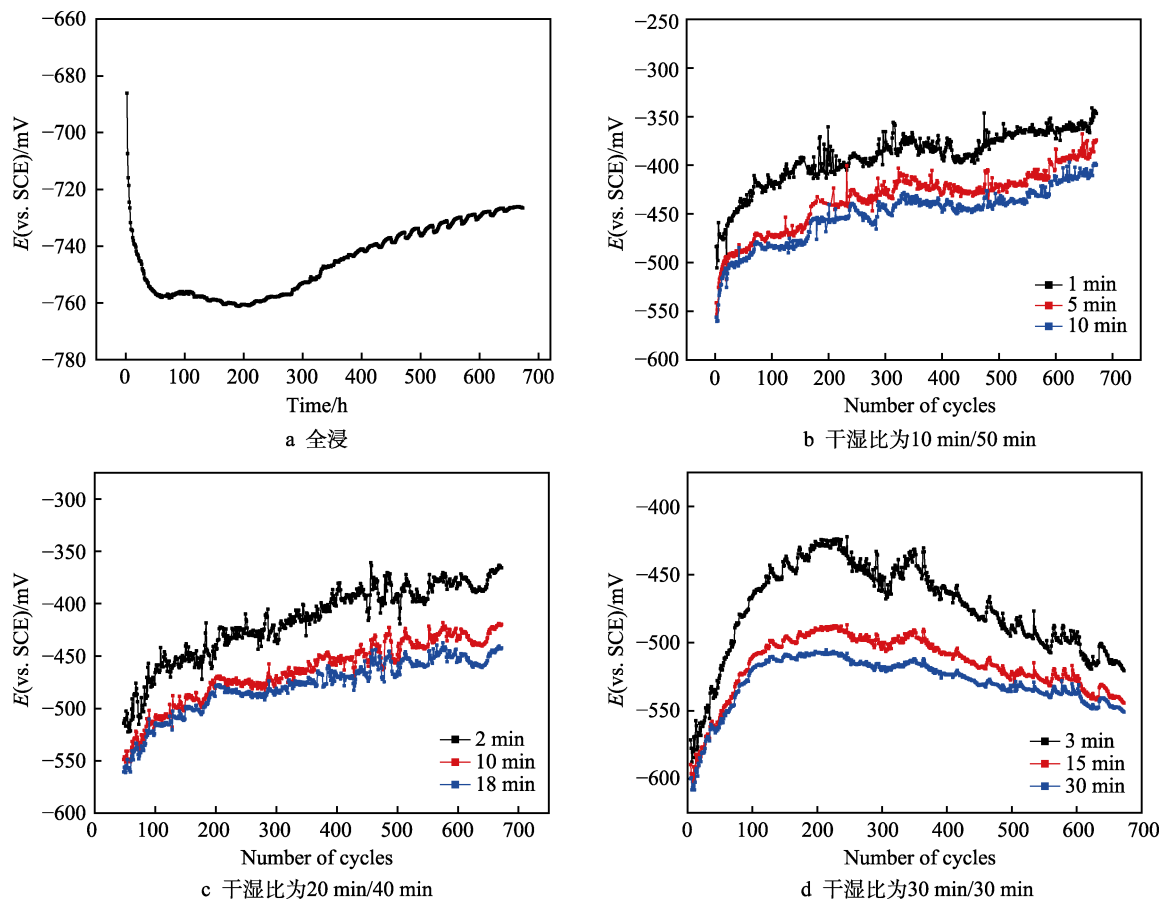 −660
−680
−700
−720
−740
−760
−780
E(vs. SCE)/mV
0 100 200 300 400 500 600 700
Time/h
a 全浸
−250
−300
−350
−400
−450
−500
−550
−600
E(vs. SCE)/mV
1 min
5 min
10 min
0 100 200 300 400 500 600 700
Number of cycles
b 干湿比为10 min/50 min
−300
−350
−400
−450
−500
−550
−600
E(vs. SCE)/mV
2 min
10 min
18 min
0 100 200 300 400 500 600 700
Number of cycles
c 干湿比为20 min/40 min
−400
−450
−500
−550
−600
E(vs. SCE)/mV
3 min
15 min
30 min
0 100 200 300 400 500 600 700
Number of cycles
d 干湿比为30 min/30 min